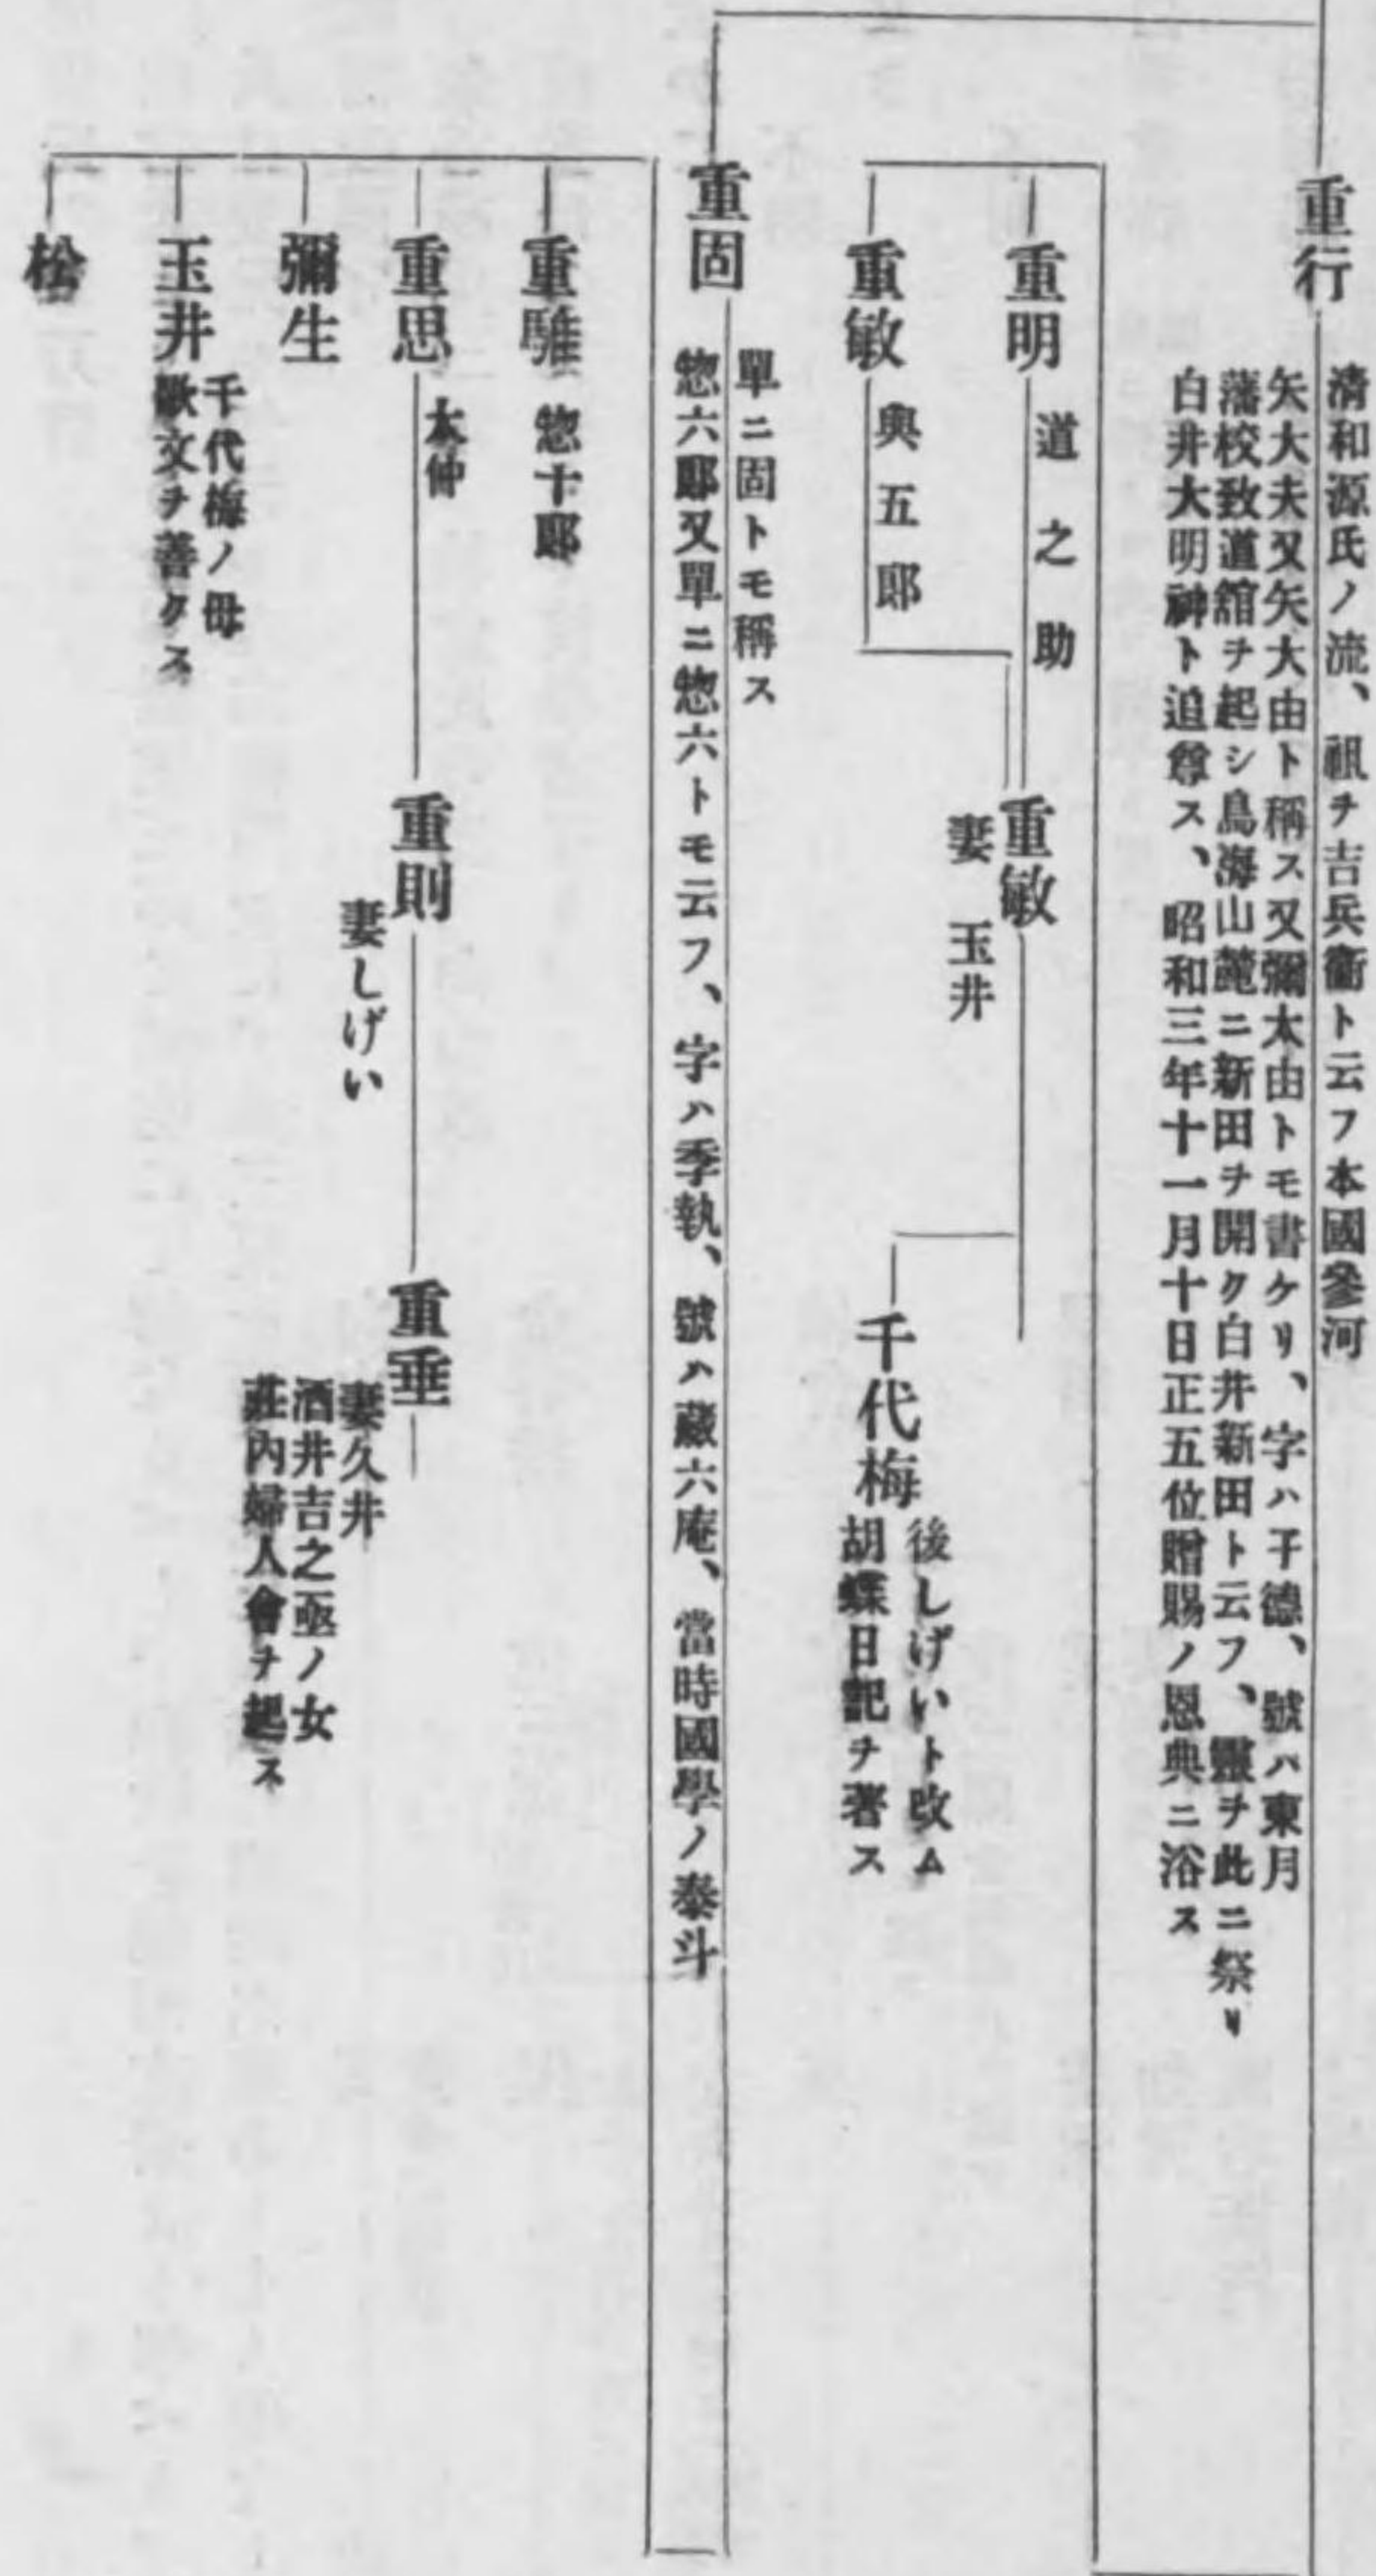 重行
清和源氏ノ流、祖ヲ吉兵衞ト云フ本國參河
矢大夫又矢大由ト稱ス又彌太由トモ書ケリ、字ハ子德、號ハ東月
藩校致道舘ヲ起シ鳥海山麓ニ新田ヲ開ク白井新田ト云フ、靈ヲ此ニ祭リ
白井大明神ト追尊ス、昭和三年十一月十日正五位贈賜ノ恩典ニ浴ス
重明
道之助
重敏
妻 玉井
重敏
與五郎
千代梅
後しげいト改ム
胡蝶日記ヲ著ス
重固
單ニ固トモ稱ス
惣六郎又單ニ惣六トモ云フ、字ハ季執、號ハ藏六庵、當時國學ノ泰斗
重
惣十郎
重思
太仲
重則
妻しげい
重垂
妻久井
酒井吉之亟ノ女
莊內婦人會ヲ起ス
彌生
玉井
千代梅ノ母
歌文ヲ善クス
松